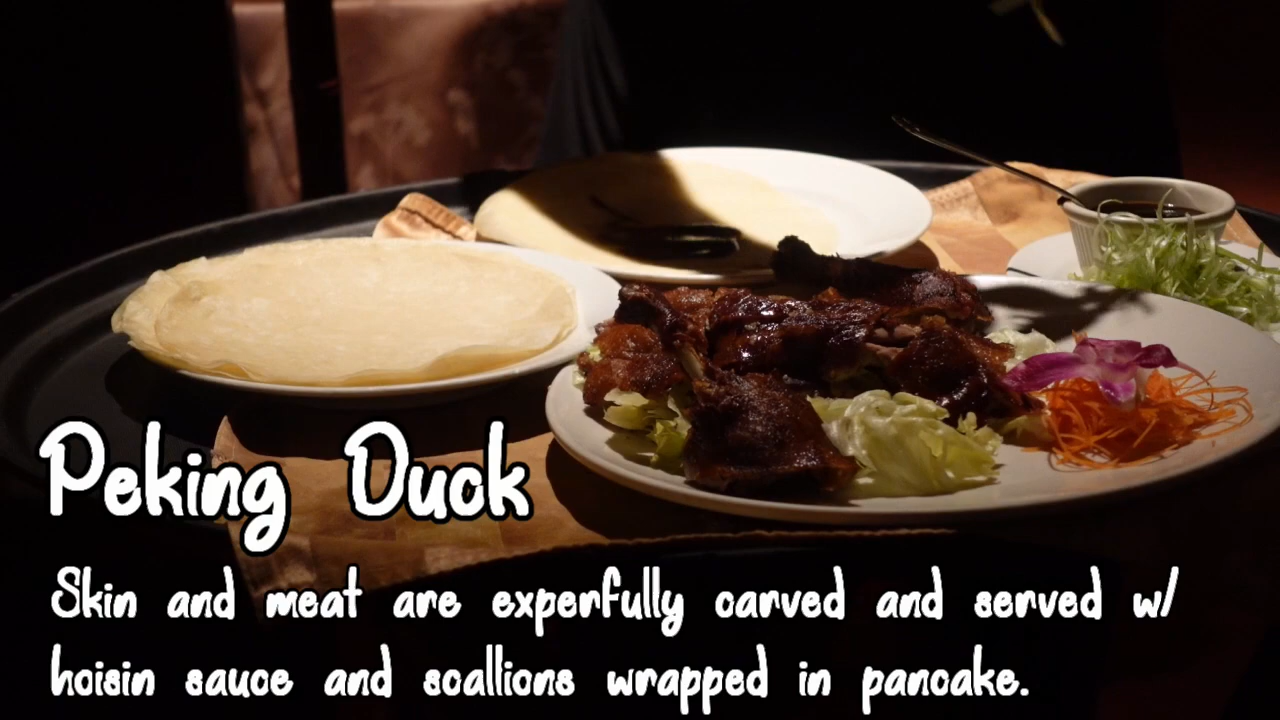 Peking Duck
Skin and meat are experfully carved and served w/
hoisin sauce and scallions wrapped in pancake.